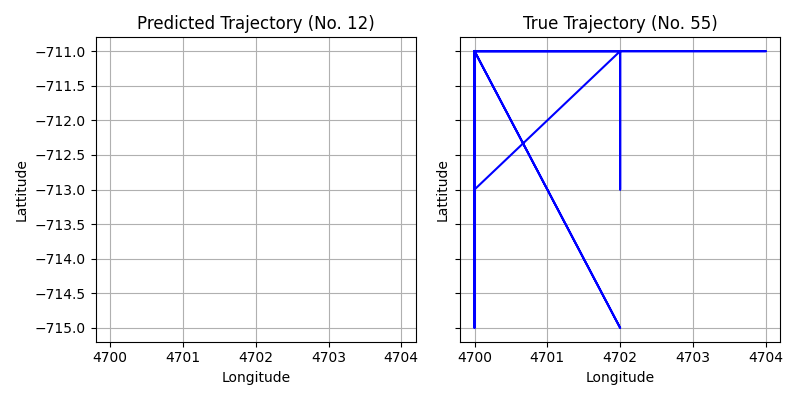 Predicted Trajectory (No. 12)
True Trajectory (No. 55)
−711.0
−711.5
−712.0
−712.5
−713.0
−713.5
−714.0
−714.5
−715.0
Lattitude
Lattitude
4700 4701 4702 4703 4704
4700 4701 4702 4703 4704
Longitude
Longitude